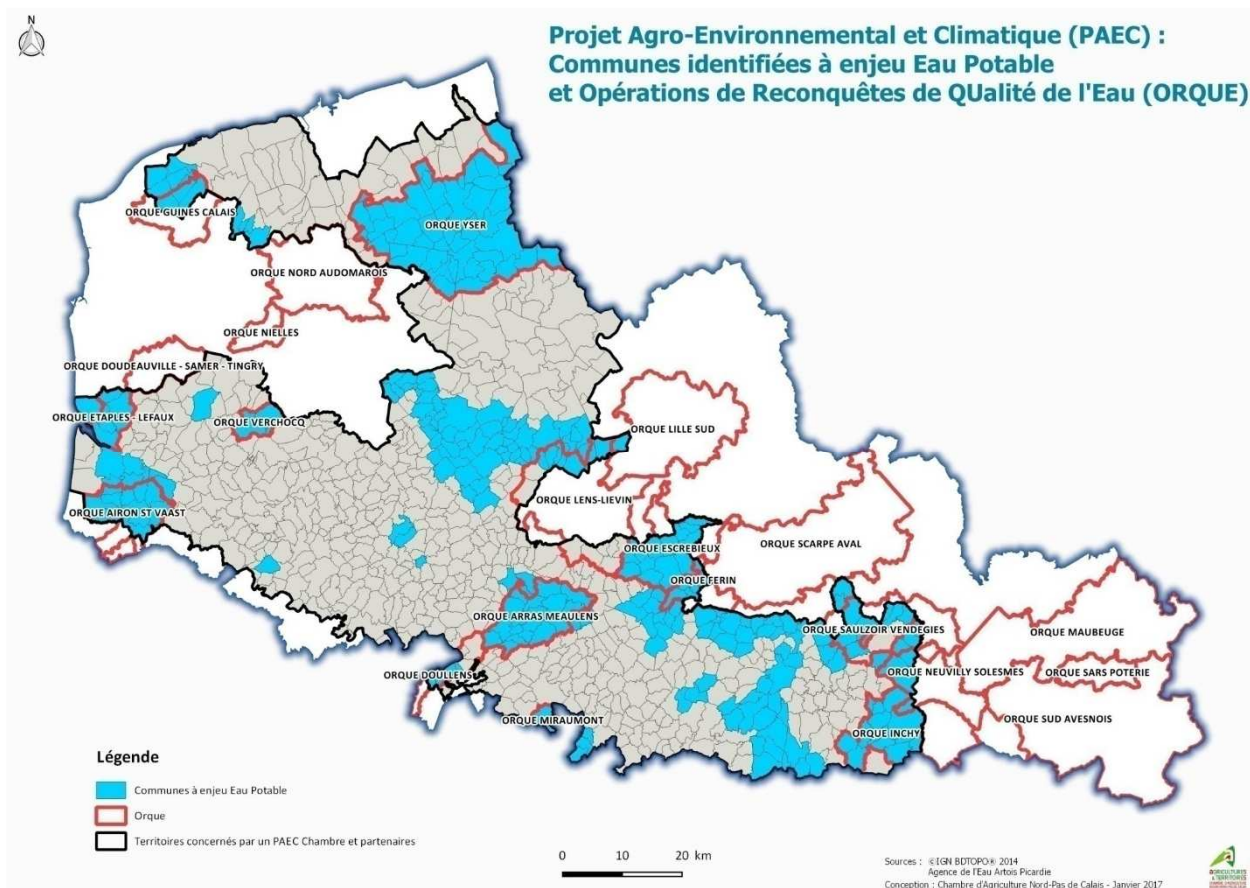 N
Projet Agro-Environnemental et Climatique (PAEC) :
Communes identifiées à enjeu Eau Potable
et Opérations de Reconquêtes de QUalité de l'Eau (ORQUE)
ORQUE GUINES CALAIS
ORQUE YSER
ORQUE NORD AUDOMAROIS
ORQUE NIELLES
ORQUE DOUDEAUVILLE - SAMER - TINGRY
ORQUE ETAPLES - LEFAUX
ORQUE VERCHOCQ
ORQUE LILLE SUD
ORQUE LENS-LIEVIN
ORQUE AIRON ST VAAST
ORQUE ESCREBIEUX
ORQUE SCARPE AVAL
ORQUE FERIN
ORQUE ARRAS MEAULENS
ORQUE SAULZOIR VENDEGIES
ORQUE MAUBEUGE
ORQUE DOULLENS
ORQUE NEUVILLY SOLESMES
ORQUE SARS POTERIE
ORQUE MIRAUMONT
ORQUE SUD AVESNOIS
ORQUE INCHY
Légende
Communes à enjeu Eau Potable
Orque
Territoires concernés par un PAEC Chambre et partenaires
0 10 20 km
Sources : ©IGN BDTOPO® 2014
Agence de l'Eau Artois Picardie
Conception : Chambre d'Agriculture Nord-Pas de Calais - Janvier 2017
AGRICULTURES
& TERRITOIRES